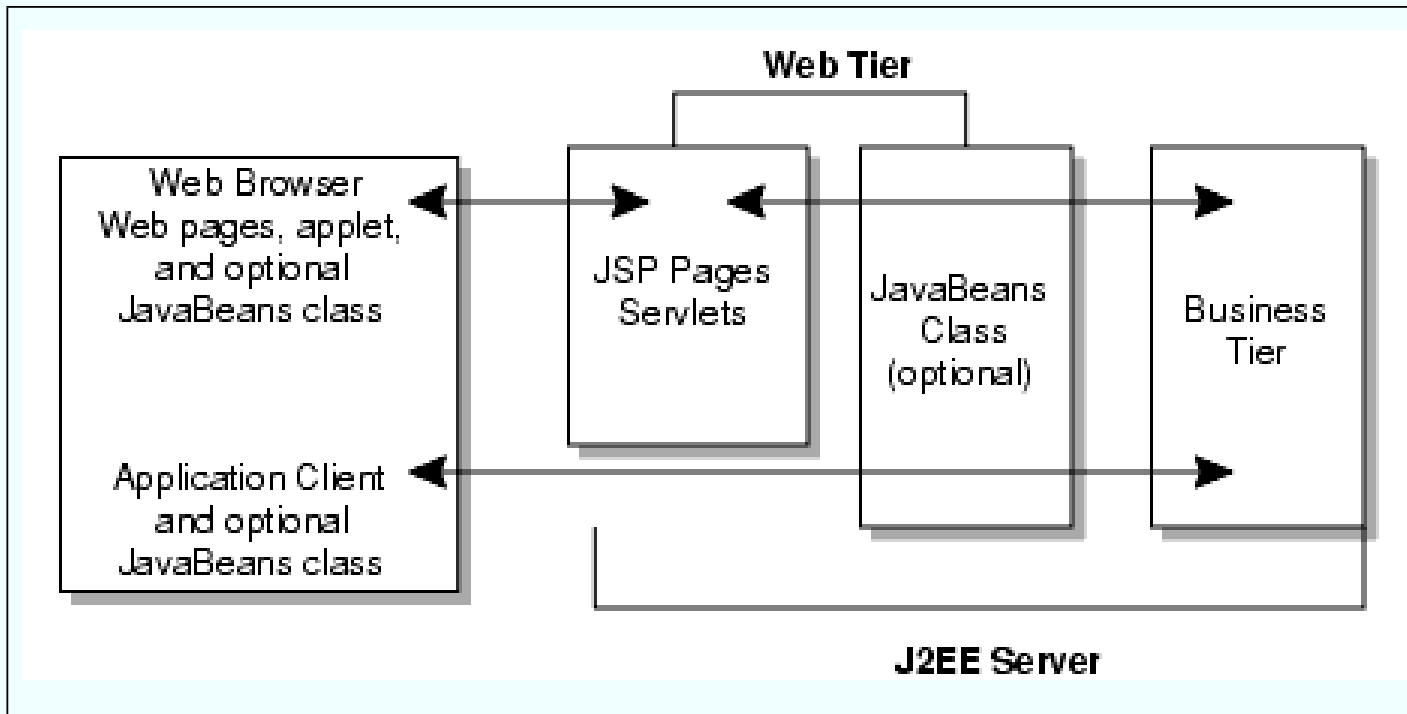 Web Tier
Web Browser
Web pages, applet,
and optional
JavaBeans class
Application Client
and optional
JavaBeans class
JSP Pages
Servlets
JavaBeans
Class
(optional)
Business
Tier
J2EE Server